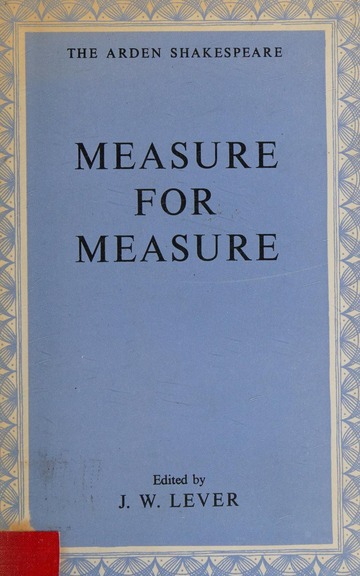 THE ARDEN SHAKESPEARE
MEASURE
FOR
MEASURE
Edited by
J. W. LEVER